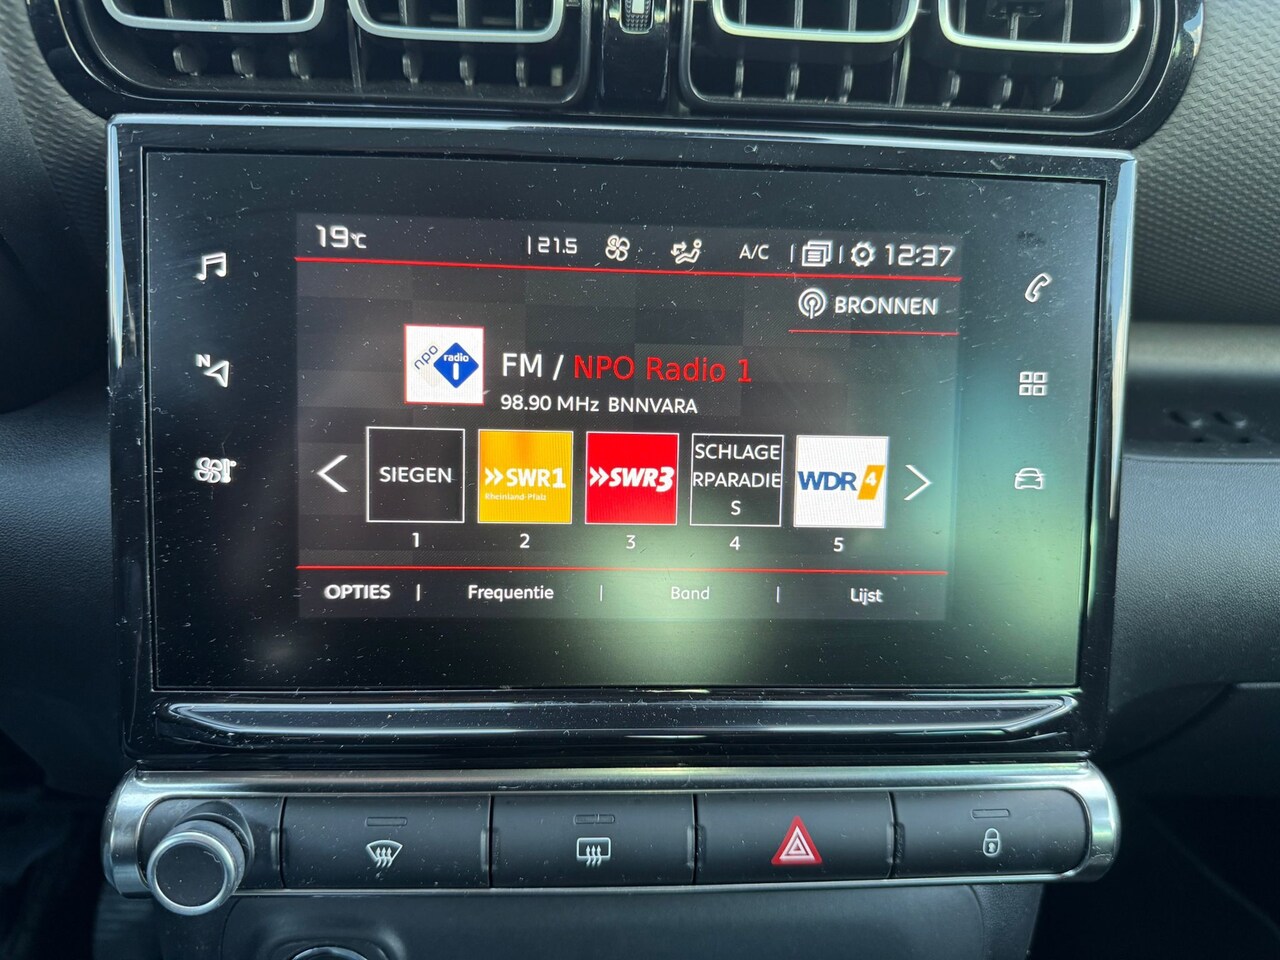 19°C | 21.5 A/C | | 12:37
BRONNEN
npo radio 1
FM / NPO Radio 1
98.90 MHz BNNVARA
SIEGEN
»SWR1
Rheinland-Pfalz
»SWR3
SCHLAGE
RPARADIE
S
WDR 4
1 2 3 4 5
OPTIES | Frequentie | Band | Lijst
N